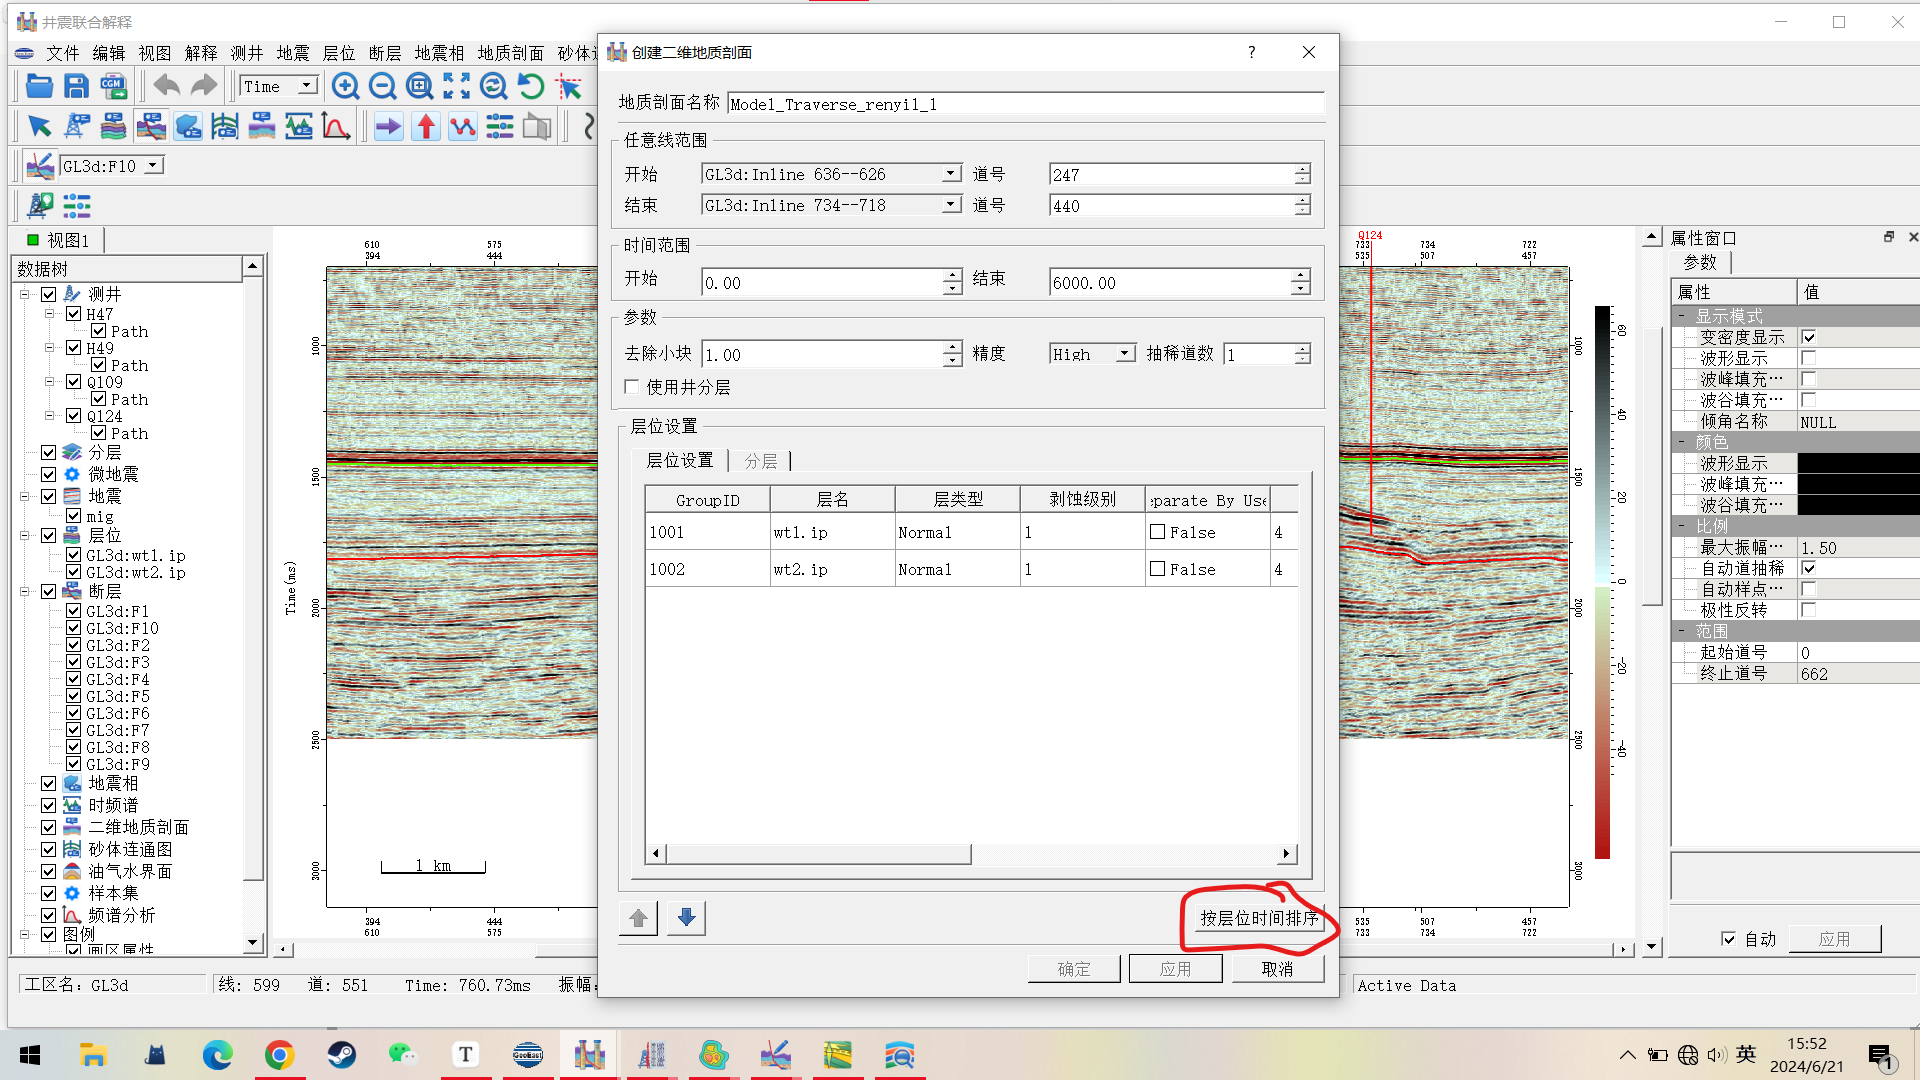 井震联合解释
文件 编辑 视图 解释 测井 地震 层位 断层 地震相 地质剖面
Time
GL3d:F10
视图1
数据树
测井
H47
Path
H49
Path
Q109
Path
Q124
Path
分层
微地震
地震
mig
层位
GL3d:wt1.ip
GL3d:wt2.ip
断层
GL3d:F1
GL3d:F10
GL3d:F2
GL3d:F3
GL3d:F4
GL3d:F5
GL3d:F6
GL3d:F7
GL3d:F8
GL3d:F9
地震相
时频谱
二维地质剖面
砂体连通图
油气水界面
样本集
频谱分析
图例
画区属性
610 575
394 444
Time(ms)
1000
1500
2000
2500
3000
1 km
394 444
610 575
创建二维地质剖面
地质剖面名称 Model_Traverse_renyi1_1
任意线范围
开始 GL3d:Inline 636--626 道号 247
结束 GL3d:Inline 734--718 道号 440
时间范围
开始 0.00 结束 6000.00
参数
去除小块 1.00 精度 High 抽稀道数 1
使用井分层
层位设置
层位设置 分层
GroupID 层名 层类型 剥蚀级别 parate By Use
1001 wt1.ip Normal 1 False 4
1002 wt2.ip Normal 1 False 4
按层位时间排序
确定 应用 取消
Q124
733 734 722
535 507 457
1000
1500
2000
2500
3000
535 507 457
733 734 722
60
40
20
0
-20
-40
属性窗口
参数
属性 值
显示模式
变密度显示
波形显示
波峰填充…
波谷填充…
倾角名称 NULL
颜色
波形显示
波峰填充…
波谷填充…
比例
最大振幅… 1.50
自动道抽稀
自动样点…
极性反转
范围
起始道号 0
终止道号 662
自动 应用
工区名: GL3d 线: 599 道: 551 Time: 760.73ms 振幅: Active Data
T
GeoEast
英
15:52
2024/6/21
1